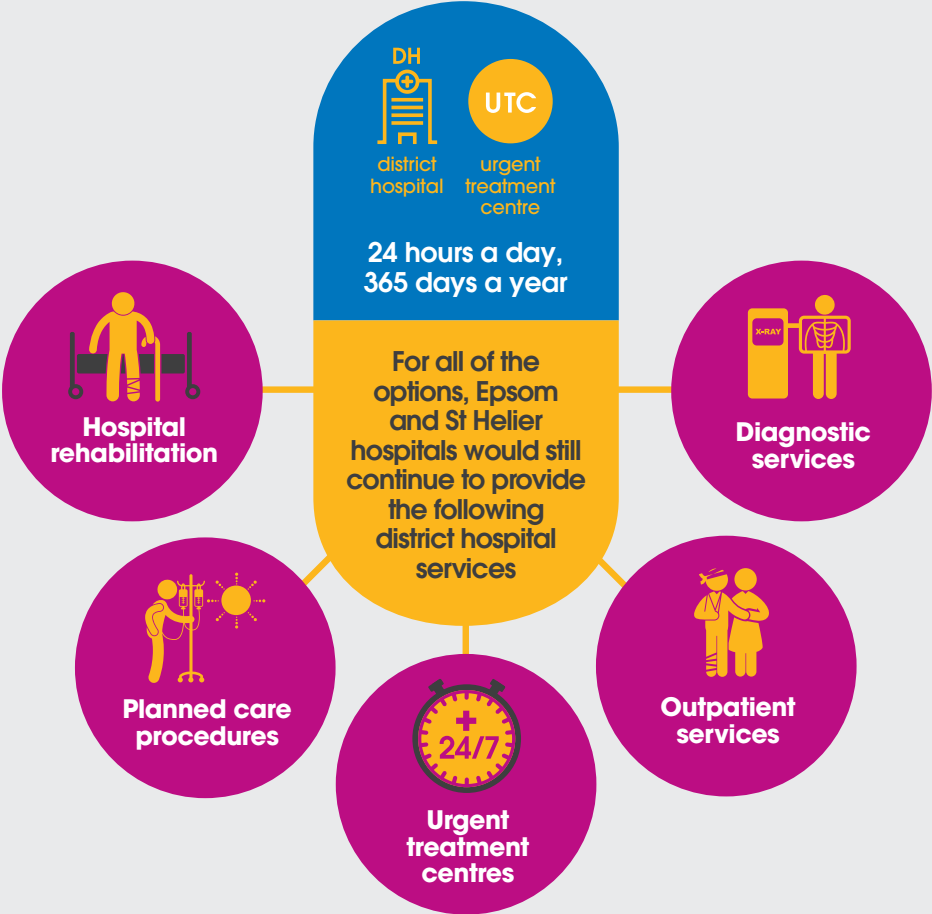 DH
district
hospital
UTC
urgent
treatment
centre
24 hours a day,
365 days a year
For all of the
options, Epsom
and St Helier
hospitals would still
continue to provide
the following
district hospital
services
Hospital
rehabilitation
Planned care
procedures
24/7
Urgent
treatment
centres
Outpatient
services
X-RAY
Diagnostic
services